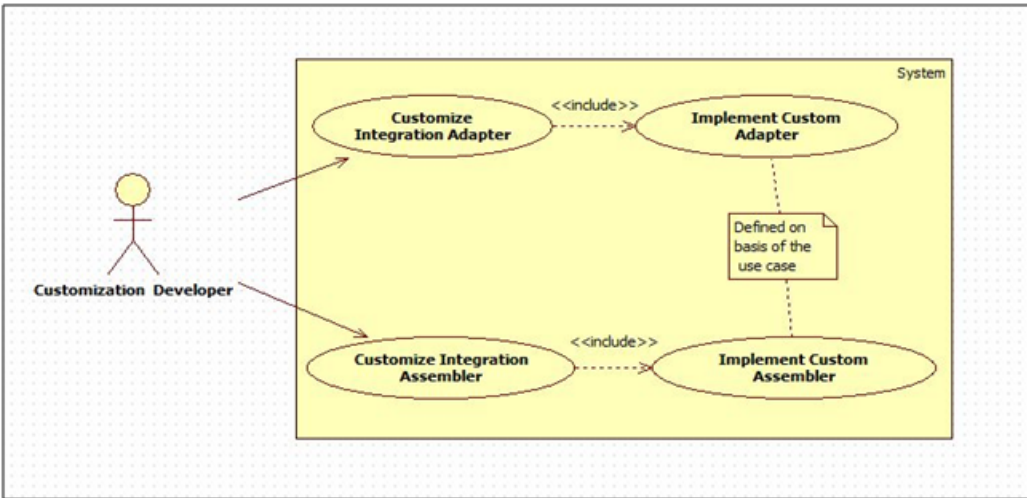 System
<<include>>
Customize
Integration Adapter
Implement Custom
Adapter
Defined on
basis of the
use case
Customization Developer
<<include>>
Customize Integration
Assembler
Implement Custom
Assembler